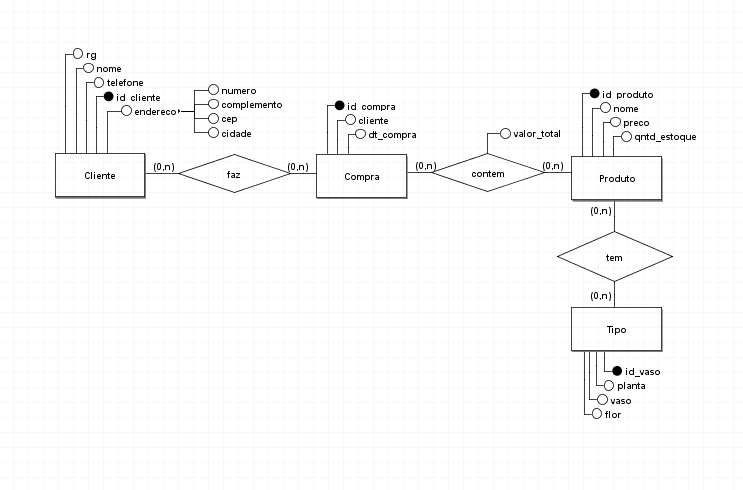 rg
nome
telefone
id_cliente
endereco
numero
complemento
cep
cidade
id_compra
cliente
dt_compra
valor_total
id_produto
nome
preco
qntd_estoque
Cliente
(0,n)
faz
(0,n)
Compra
(0,n)
contem
(0,n)
Produto
(0,n)
tem
(0,n)
Tipo
id_vaso
planta
vaso
flor